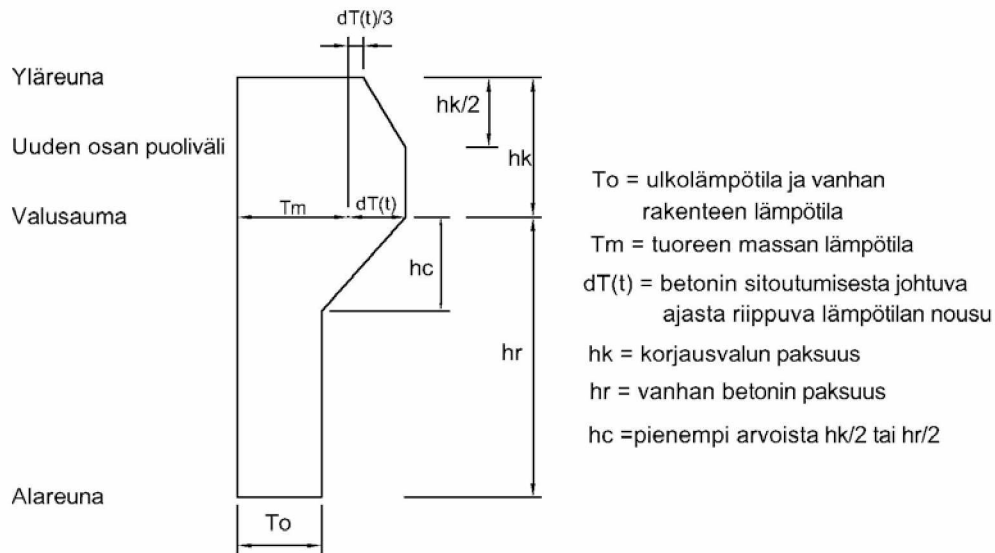 dT(t)/3
Yläreuna
hk/2
Uuden osan puoliväli
hk
Valusauma
Tm
dT(t)
hc
hr
Alareuna
To
To = ulkolämpötila ja vanhan
rakenteen lämpötila
Tm = tuoreen massan lämpötila
dT(t) = betonin sitoutumisesta johtuva
ajasta riippuva lämpötilan nousu
hk = korjausvalun paksuus
hr = vanhan betonin paksuus
hc =pienempi arvoista hk/2 tai hr/2